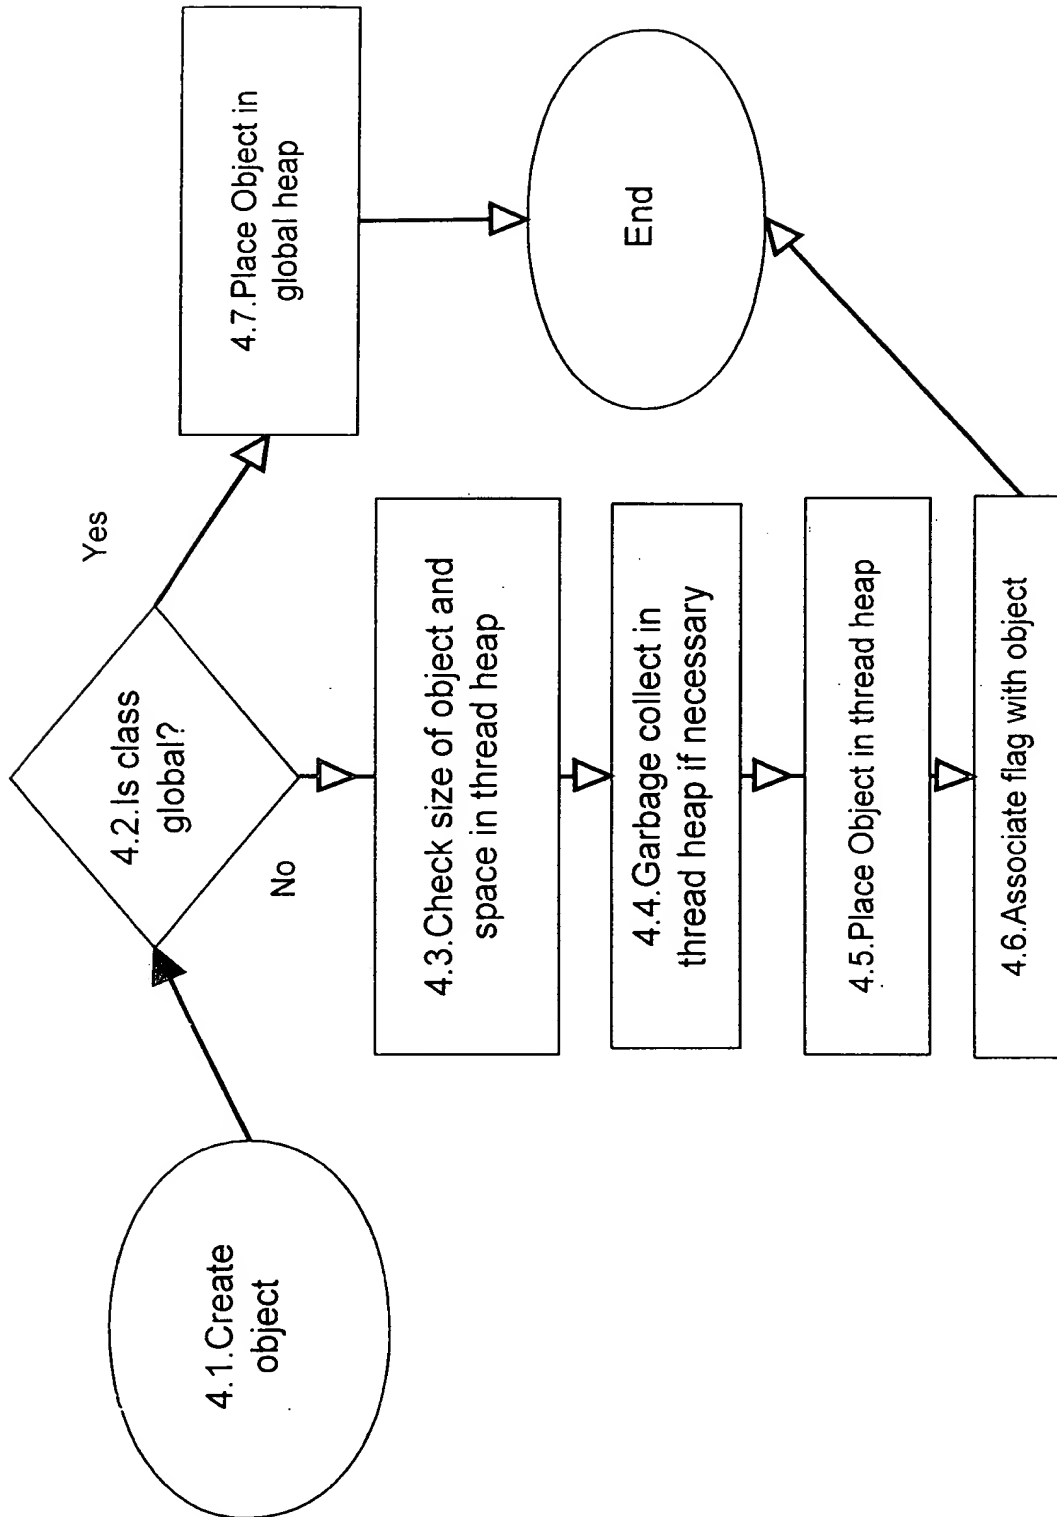 4.1.Create
object
4.2.Is class
global?
Yes
No
4.3.Check size of object and
space in thread heap
4.4.Garbage collect in
thread heap if necessary
4.5.Place Object in thread heap
4.6.Associate flag with object
4.7.Place Object in
global heap
End